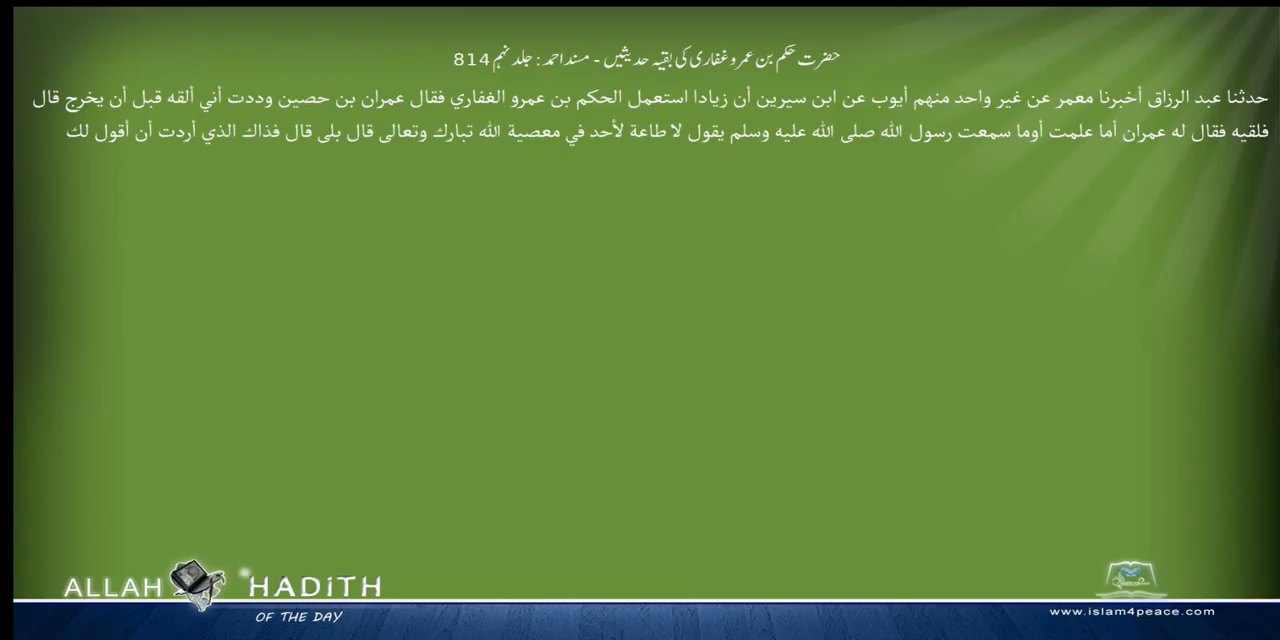 حضرت حکم بن عمرو غفاری کی بقیہ حدیثیں - مسند احمد : جلد نہم 814
حدثنا عبد الرزاق أخبرنا معمر عن غير واحد منهم أيوب عن ابن سيرين أن زيادا استعمل الحكم بن عمرو الغفاري فقال عمران بن حصين وددت أني ألقه قبل أن يخرج قال
فلقيه فقال له عمران أما علمت أوما سمعت رسول الله صلى الله عليه وسلم يقول لا طاعة لأحد في معصية الله تبارك وتعالى قال بلى قال فذاك الذي أردت أن أقول لك
ALLAH HADiTH
OF THE DAY
www.islam4peace.com